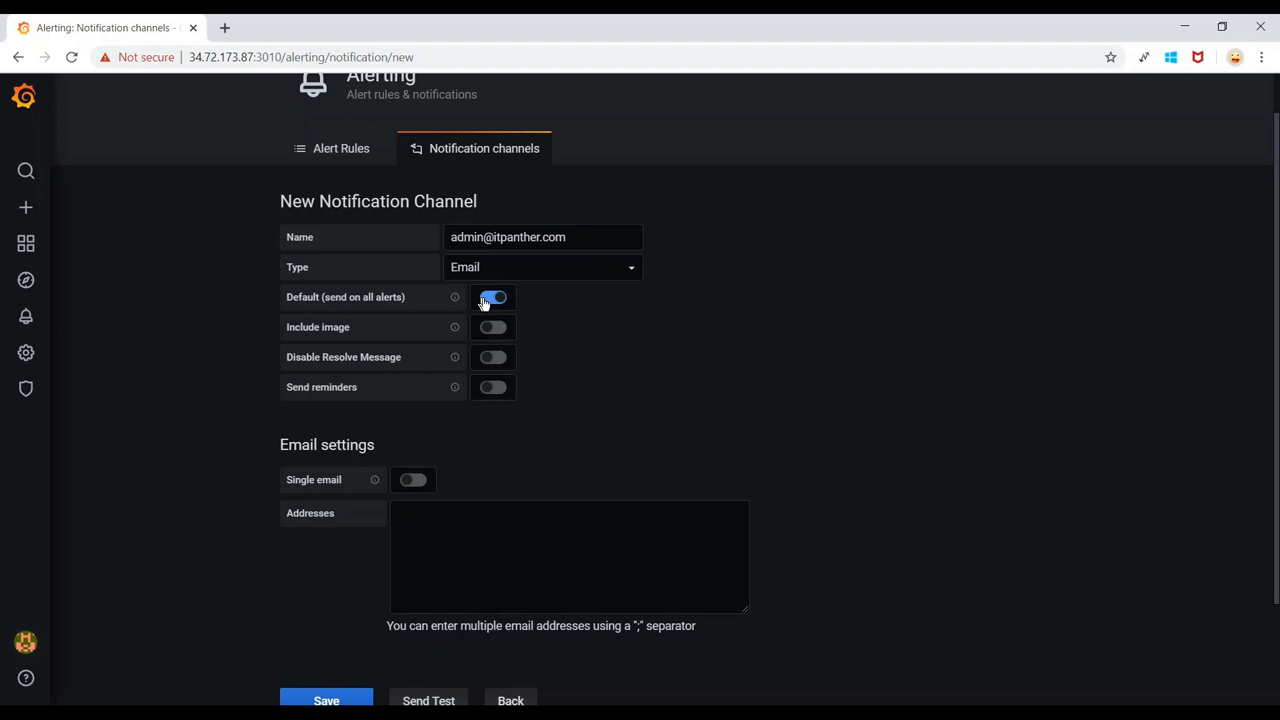 Alerting: Notification channels -
Not secure
34.72.173.87:3010/alerting/notification/new
Alerting
Alert rules & notifications
Alert Rules
Notification channels
New Notification Channel
Name
admin@itpanther.com
Type
Email
Default (send on all alerts)
Include image
Disable Resolve Message
Send reminders
Email settings
Single email
Addresses
You can enter multiple email addresses using a ";" separator
Save
Send Test
Back